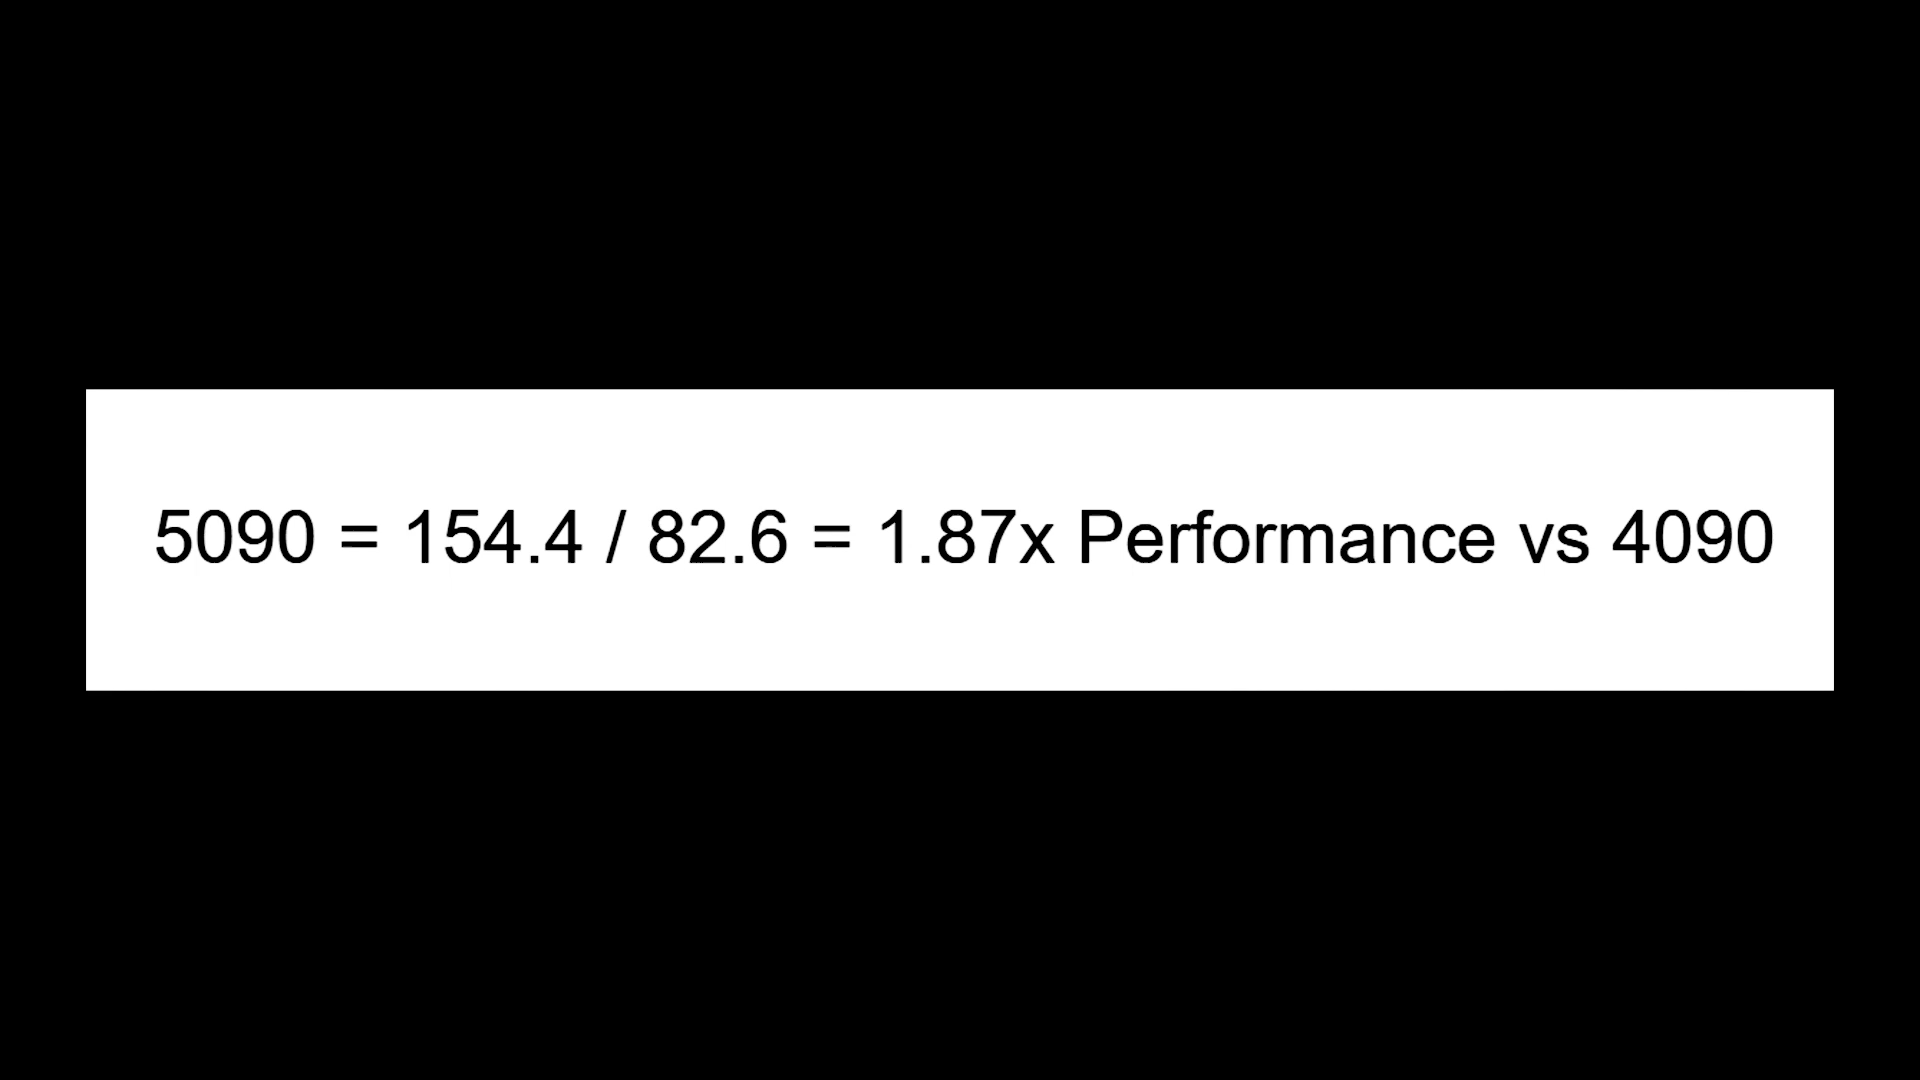 5090 = 154.4 / 82.6 = 1.87x Performance vs 4090